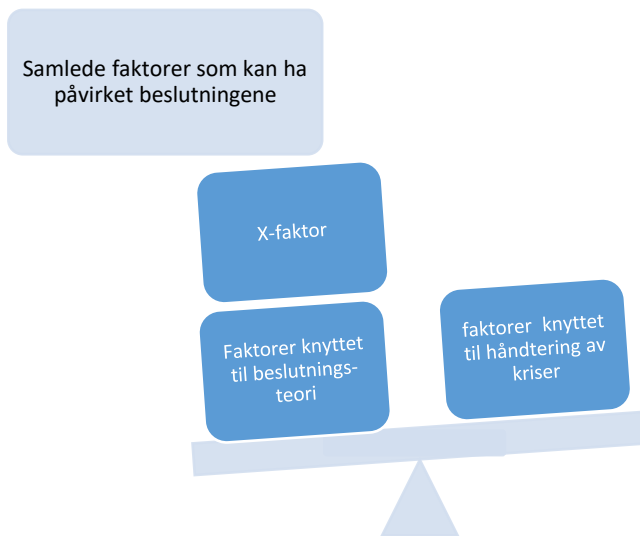 Samlede faktorer som kan ha
påvirket beslutningene
X-faktor
Faktorer knyttet
til beslutnings-
teori
faktorer  knyttet
til håndtering av
kriser